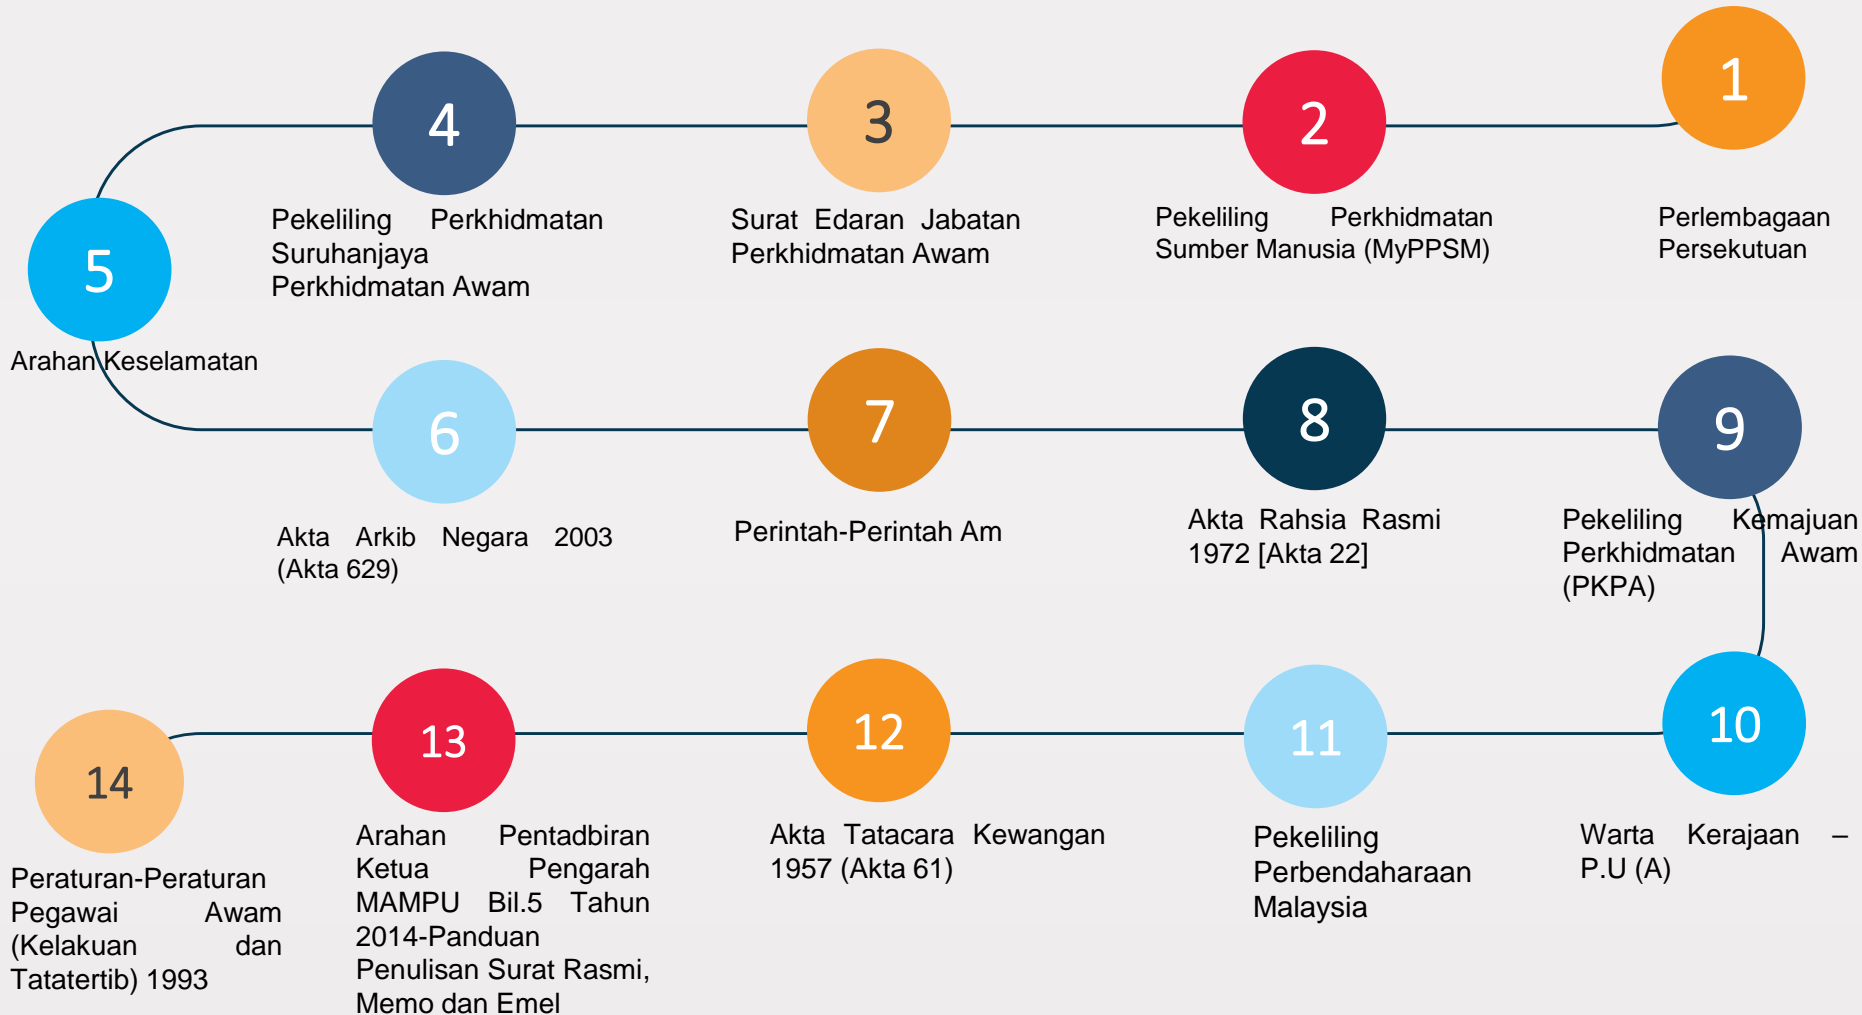 1
Perlembagaan
Persekutuan
2
Pekeliling Perkhidmatan
Sumber Manusia (MyPPSM)
3
Surat Edaran Jabatan
Perkhidmatan Awam
4
Pekeliling Perkhidmatan
Suruhanjaya
Perkhidmatan Awam
5
Arahan Keselamatan
6
Akta Arkib Negara 2003
(Akta 629)
7
Perintah-Perintah Am
8
Akta Rahsia Rasmi
1972 [Akta 22]
9
Pekeliling Kemajuan
Perkhidmatan Awam
(PKPA)
10
Warta Kerajaan –
P.U (A)
11
Pekeliling
Perbendaharaan
Malaysia
12
Akta Tatacara Kewangan
1957 (Akta 61)
13
Arahan Pentadbiran
Ketua Pengarah
MAMPU Bil.5 Tahun
2014-Panduan
Penulisan Surat Rasmi,
Memo dan Emel
14
Peraturan-Peraturan
Pegawai Awam
(Kelakuan dan
Tatatertib) 1993